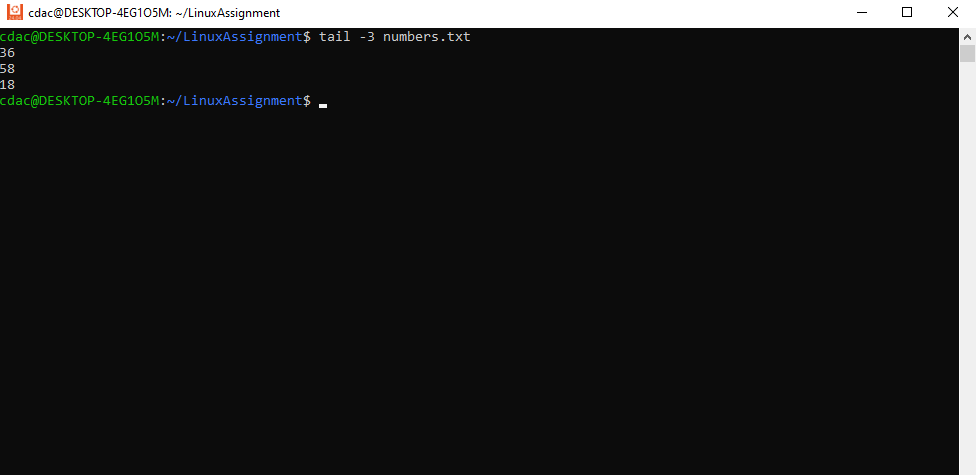 cdac@DESKTOP-4EG1O5M: ~/LinuxAssignment
cdac@DESKTOP-4EG1O5M:~/LinuxAssignment$ tail -3 numbers.txt
36
58
18
cdac@DESKTOP-4EG1O5M:~/LinuxAssignment$